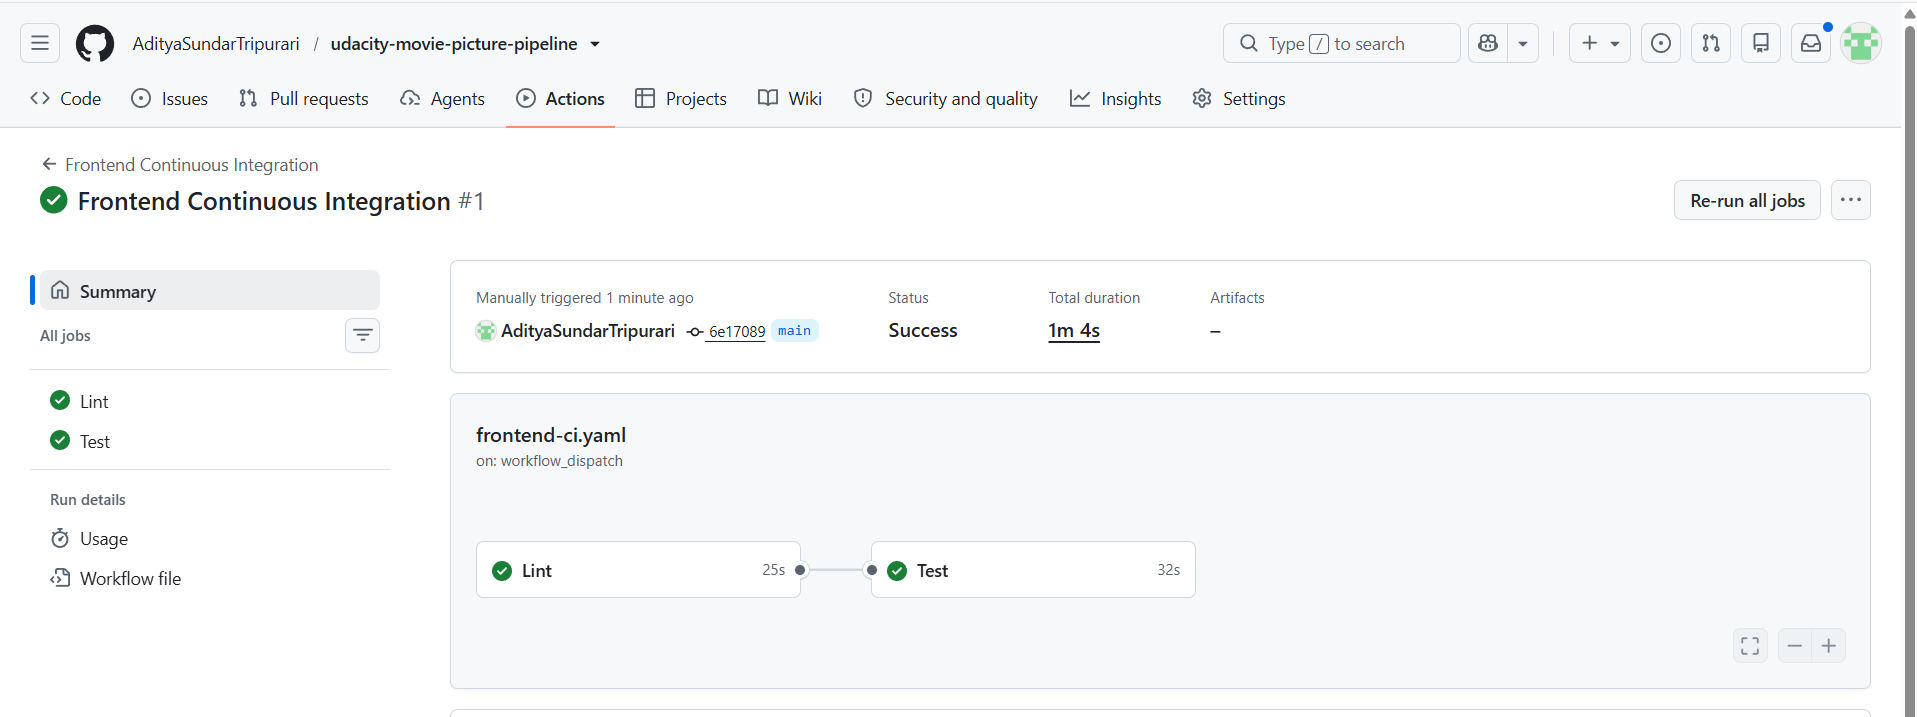 AdityaSundarTripurari / udacity-movie-picture-pipeline
Type / to search
Code Issues Pull requests Agents Actions Projects Wiki Security and quality Insights Settings
Frontend Continuous Integration
Frontend Continuous Integration #1
Re-run all jobs
Summary
All jobs
Lint
Test
Run details
Usage
Workflow file
Manually triggered 1 minute ago
AdityaSundarTripurari 6e17089 main
Status
Success
Total duration
1m 4s
Artifacts
–
frontend-ci.yaml
on: workflow_dispatch
Lint 25s
Test 32s